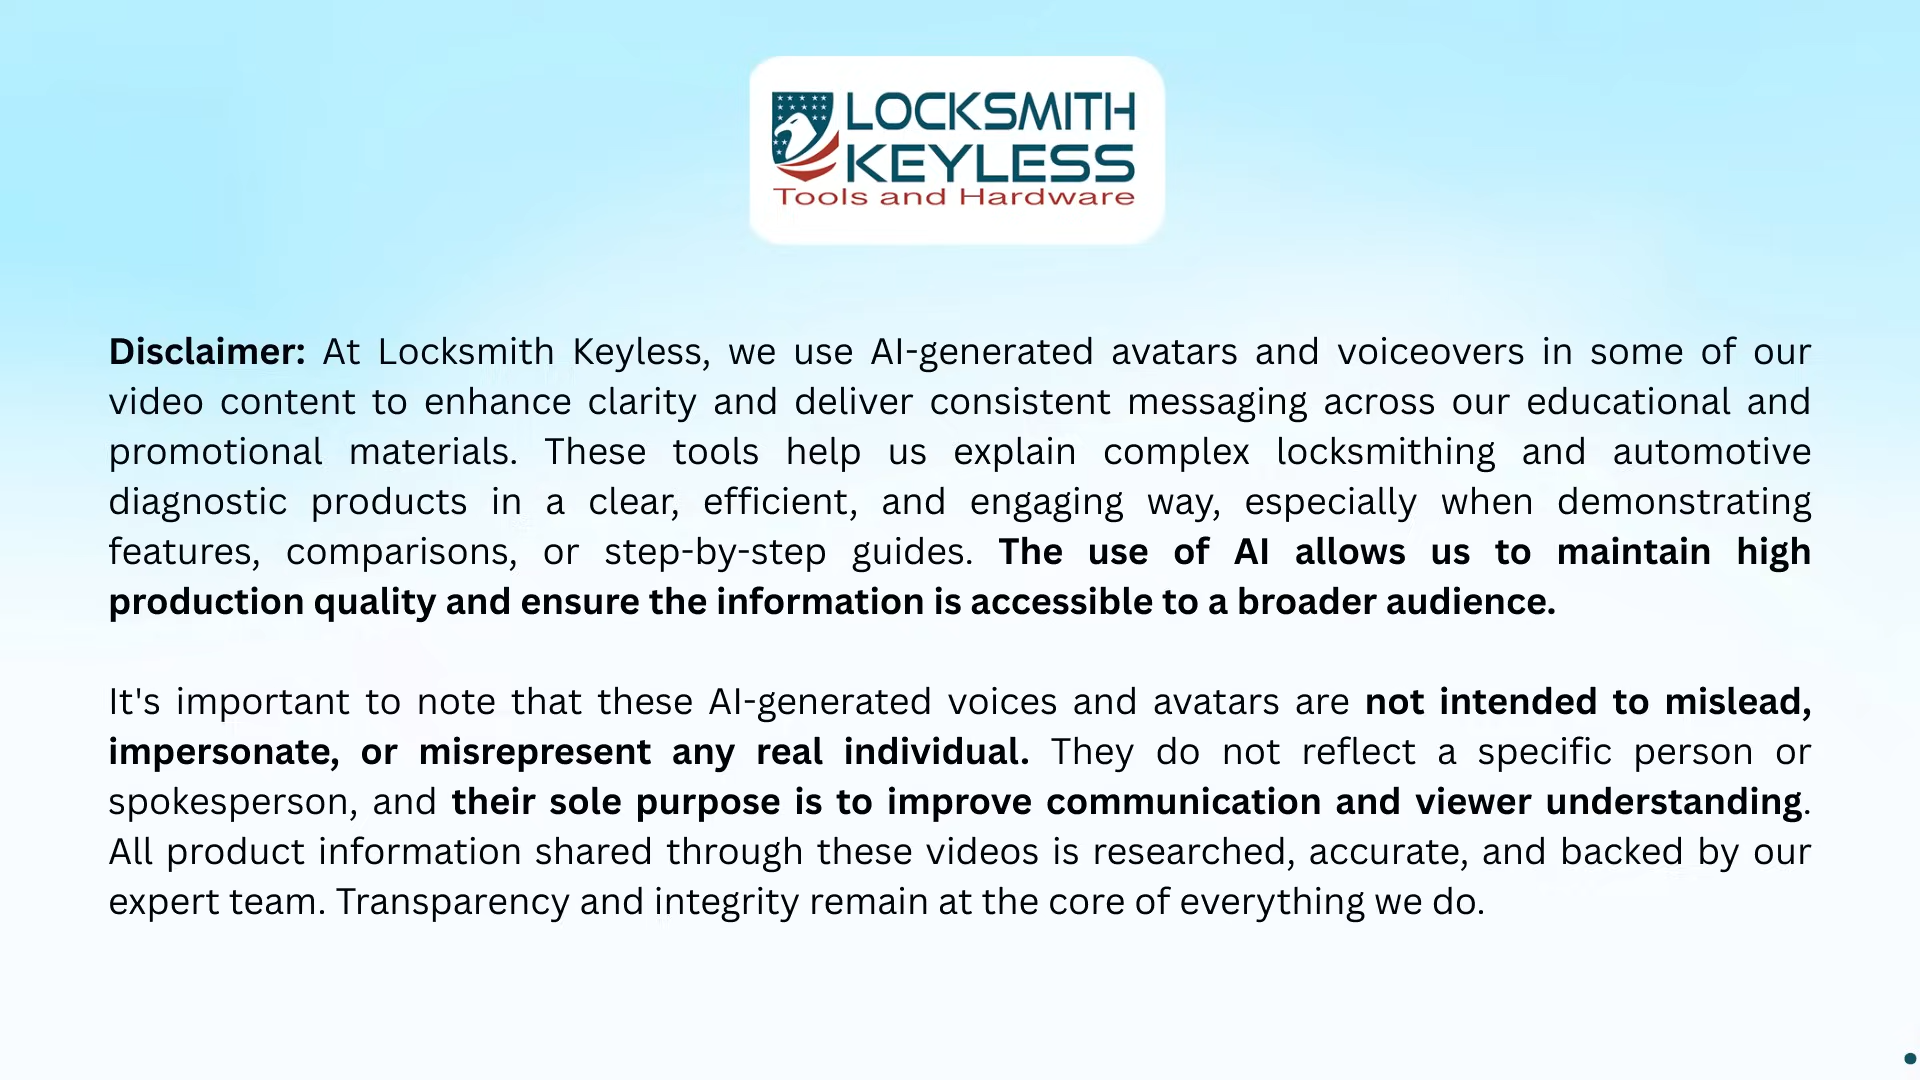 LOCKSMITH
KEYLESS
Tools and Hardware
Disclaimer: At Locksmith Keyless, we use AI-generated avatars and voiceovers in some of our
video content to enhance clarity and deliver consistent messaging across our educational and
promotional materials. These tools help us explain complex locksmithing and automotive
diagnostic products in a clear, efficient, and engaging way, especially when demonstrating
features, comparisons, or step-by-step guides. The use of AI allows us to maintain high
production quality and ensure the information is accessible to a broader audience.
It's important to note that these AI-generated voices and avatars are not intended to mislead,
impersonate, or misrepresent any real individual. They do not reflect a specific person or
spokesperson, and their sole purpose is to improve communication and viewer understanding.
All product information shared through these videos is researched, accurate, and backed by our
expert team. Transparency and integrity remain at the core of everything we do.